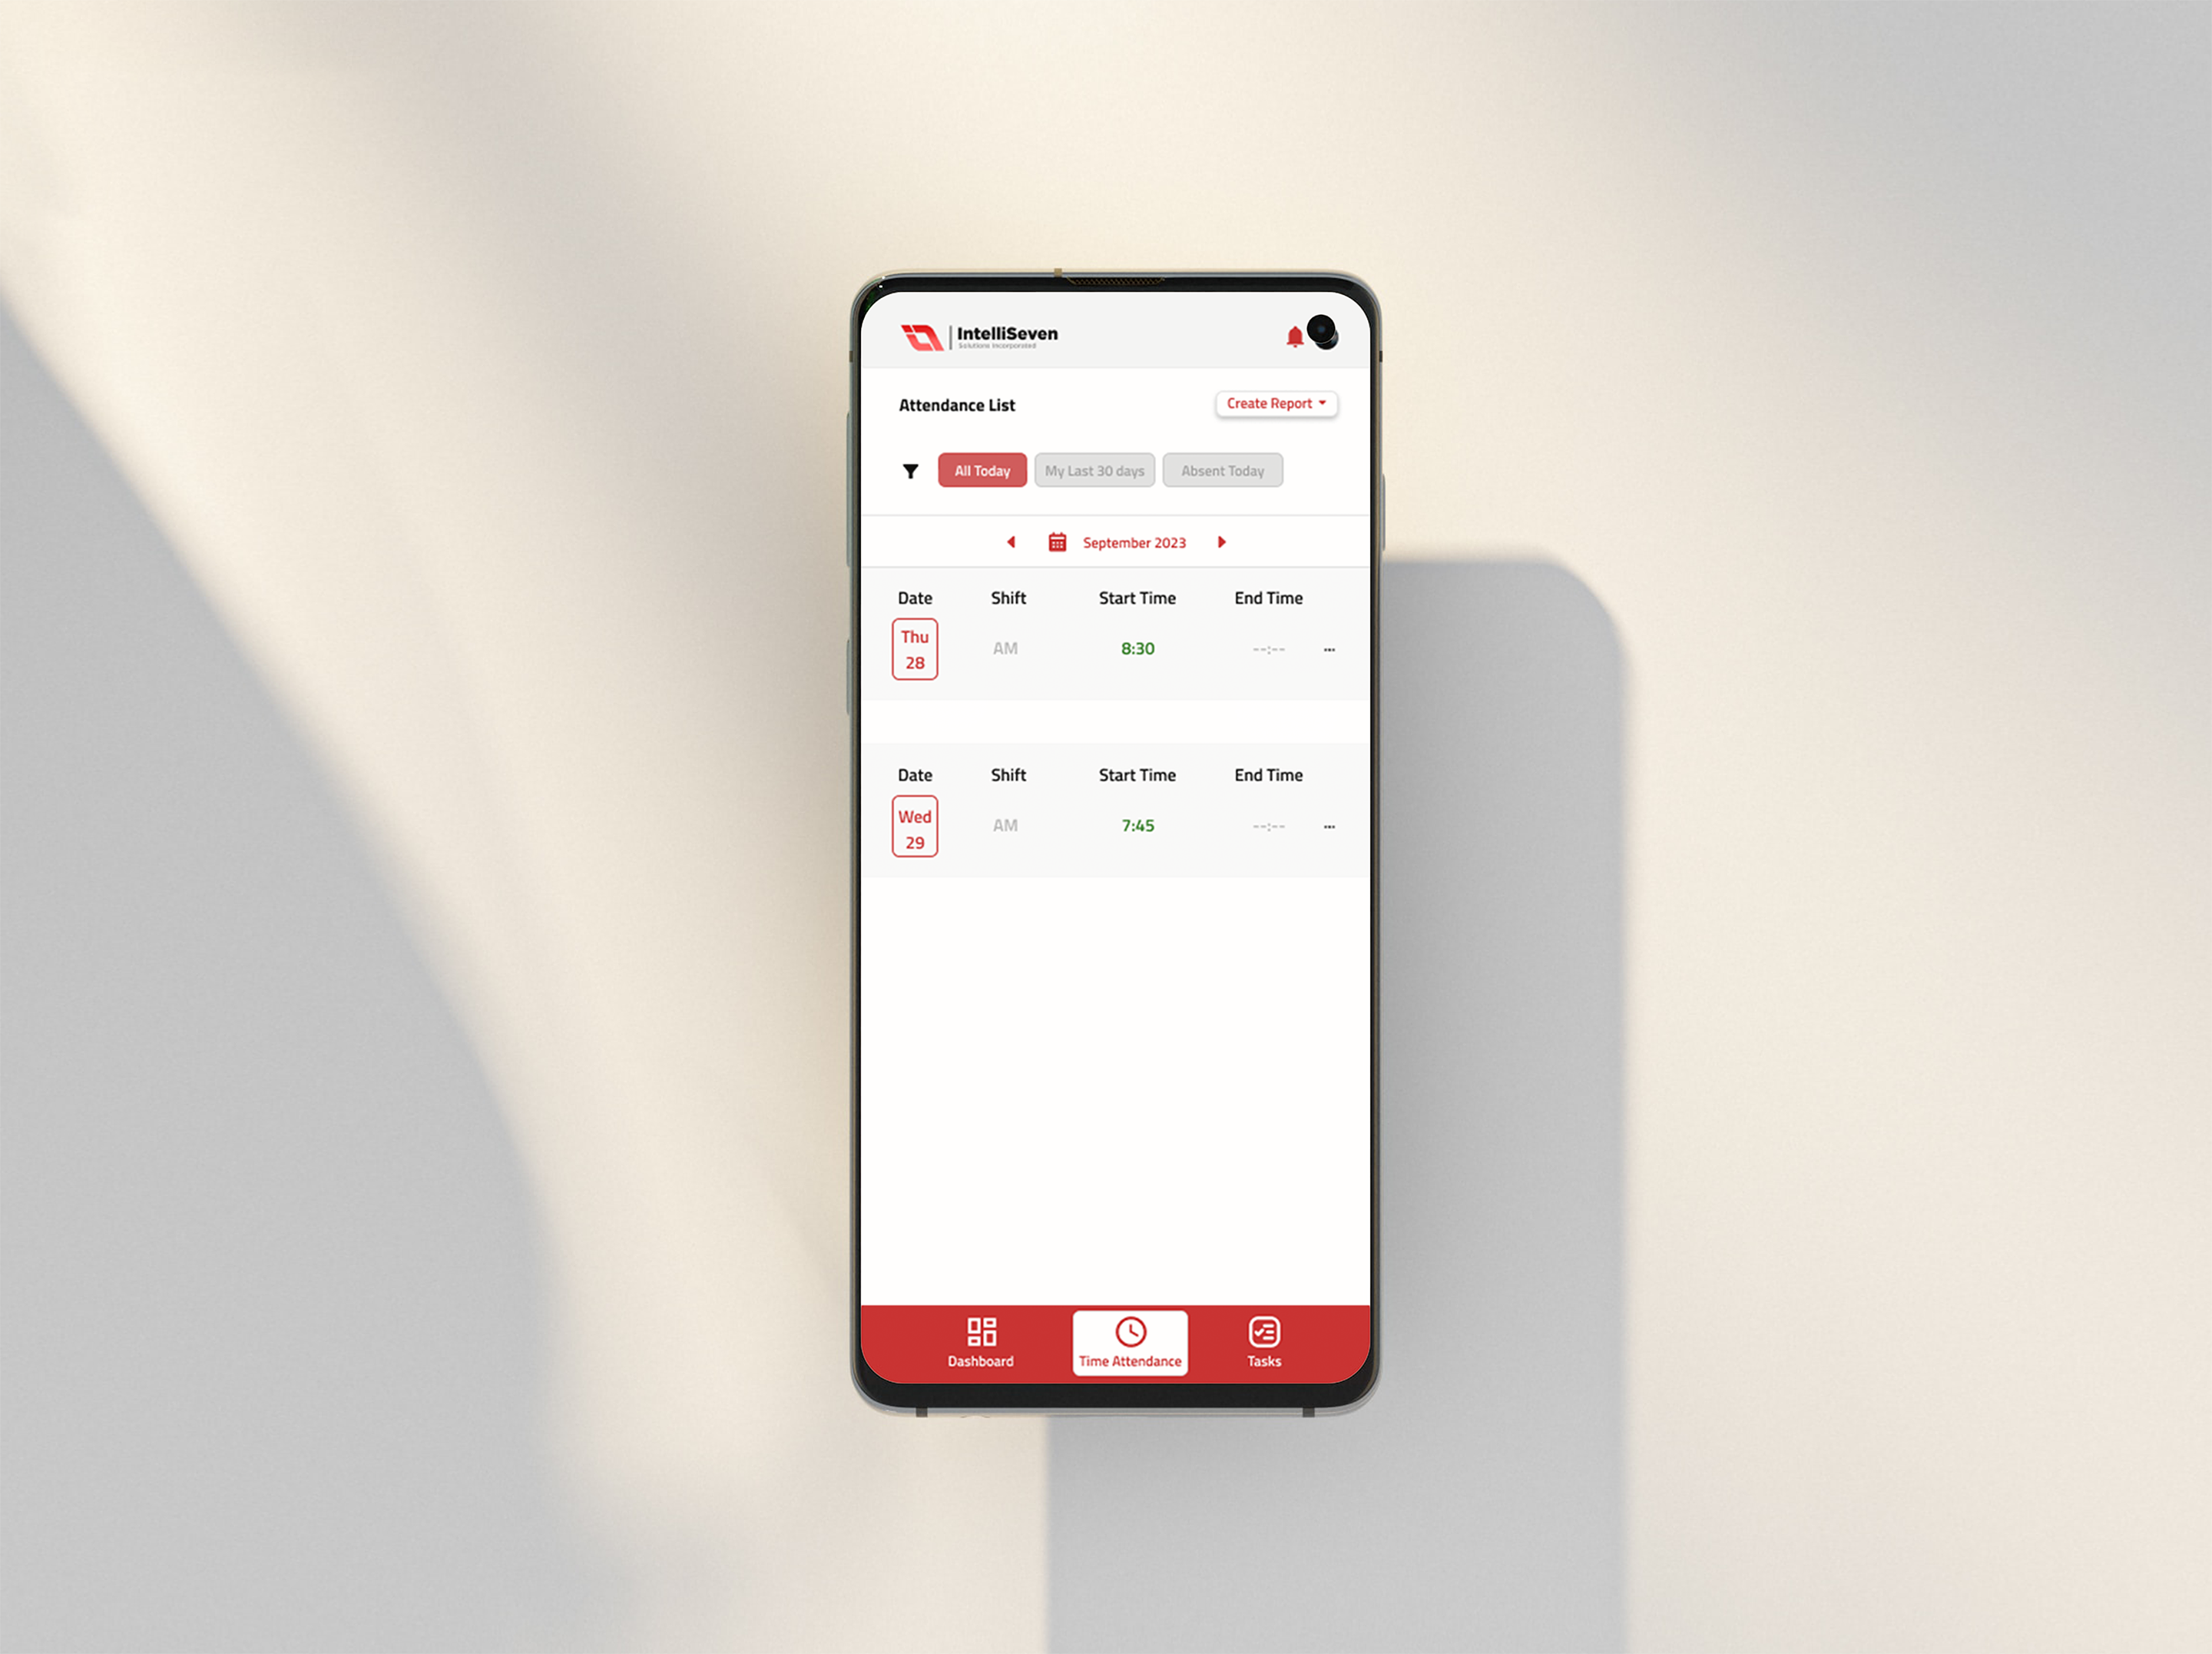 IntelliSeven
Solutions Incorporated
Attendance List
Create Report
All Today
My Last 30 days
Absent Today
September 2023
Date Shift Start Time End Time
Thu
28
AM 8:30 --:-- ...
Date Shift Start Time End Time
Wed
29
AM 7:45 --:-- ...
Dashboard
Time Attendance
Tasks